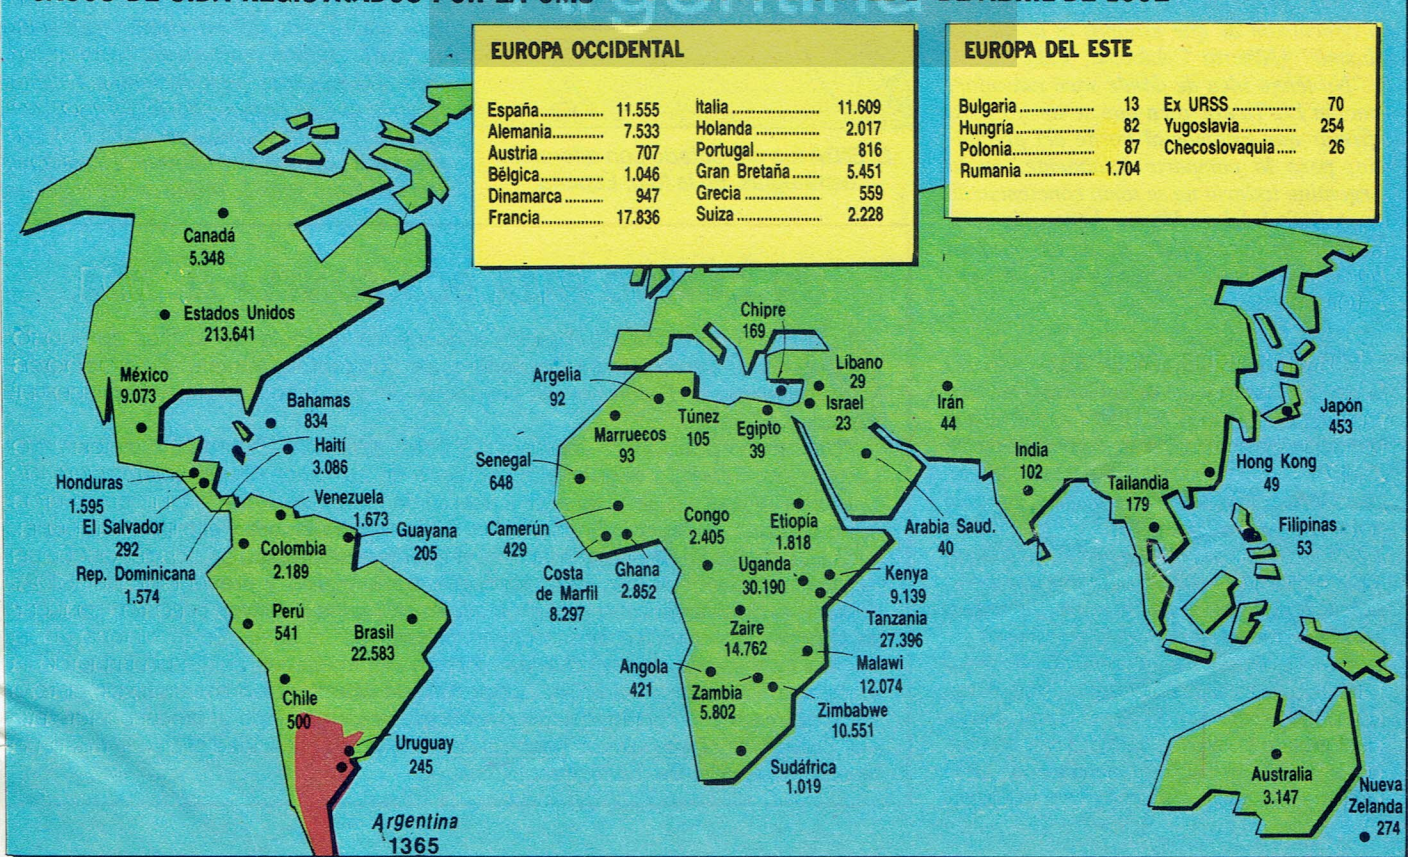 Argentina
EUROPA OCCIDENTAL
España 11.555
Alemania 7.533
Austria 707
Bélgica 1.046
Dinamarca 947
Francia 17.836
Italia 11.609
Holanda 2.017
Portugal 816
Gran Bretaña 5.451
Grecia 559
Suiza 2.228
EUROPA DEL ESTE
Bulgaria 13
Hungría 82
Polonia 87
Rumania 1.704
Ex URSS 70
Yugoslavia 254
Checoslovaquia 26
Canadá
5.348
Estados Unidos
213.641
México
9.073
Bahamas
834
Haití
3.086
Honduras
1.595
El Salvador
292
Rep. Dominicana
1.574
Venezuela
1.673
Guayana
205
Colombia
2.189
Perú
541
Brasil
22.583
Chile
500
Uruguay
245
Argentina
1365
Chipre
169
Líbano
29
Israel
23
Irán
44
Argelia
92
Marruecos
93
Túnez
105
Egipto
39
Senegal
648
Camerún
429
Costa
de Marfil
8.297
Ghana
2.852
Congo
2.405
Etiopía
1.818
Uganda
30.190
Kenya
9.139
Tanzania
27.396
Zaire
14.762
Malawi
12.074
Angola
421
Zambia
5.802
Zimbabwe
10.551
Sudáfrica
1.019
Arabia Saud.
40
India
102
Tailandia
179
Hong Kong
49
Japón
453
Filipinas
53
Australia
3.147
Nueva
Zelanda
274